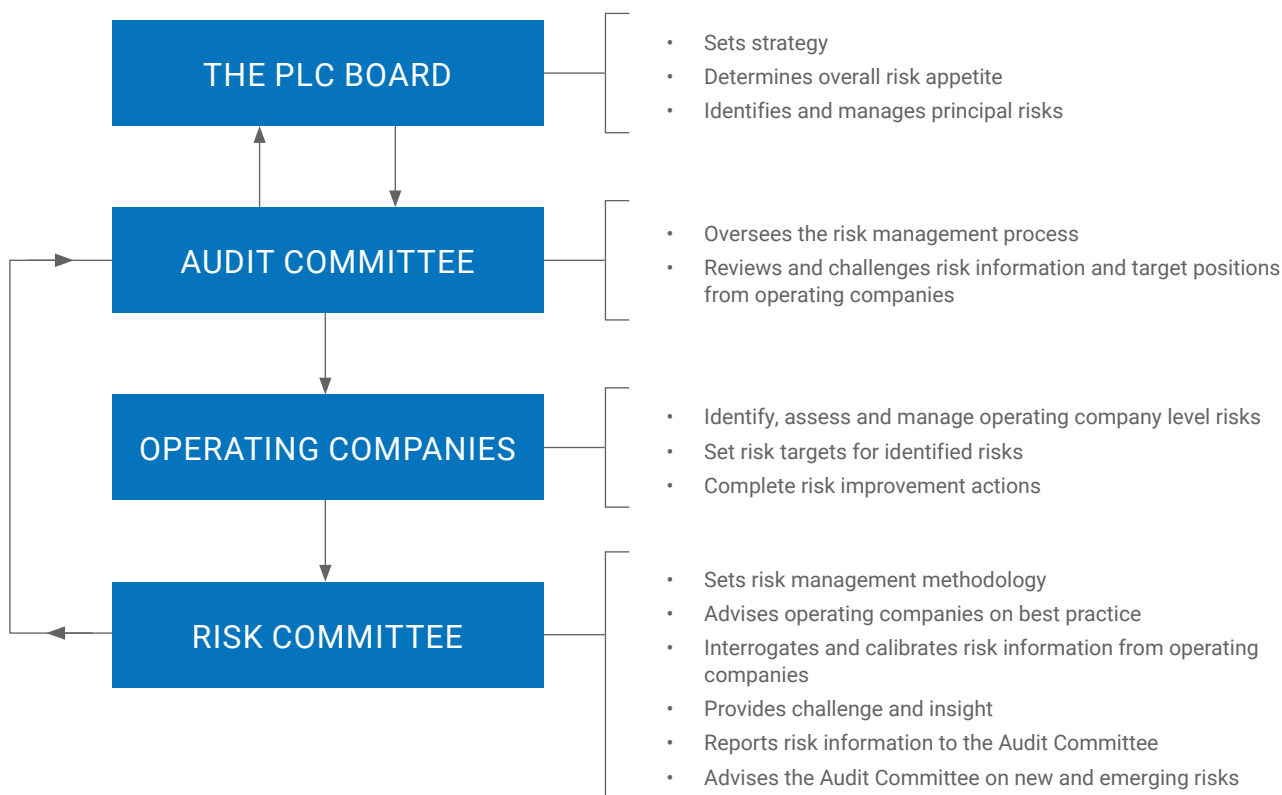 THE PLC BOARD
• Sets strategy
• Determines overall risk appetite
• Identifies and manages principal risks
AUDIT COMMITTEE
• Oversees the risk management process
• Reviews and challenges risk information and target positions
from operating companies
OPERATING COMPANIES
• Identify, assess and manage operating company level risks
• Set risk targets for identified risks
• Complete risk improvement actions
RISK COMMITTEE
• Sets risk management methodology
• Advises operating companies on best practice
• Interrogates and calibrates risk information from operating
companies
• Provides challenge and insight
• Reports risk information to the Audit Committee
• Advises the Audit Committee on new and emerging risks